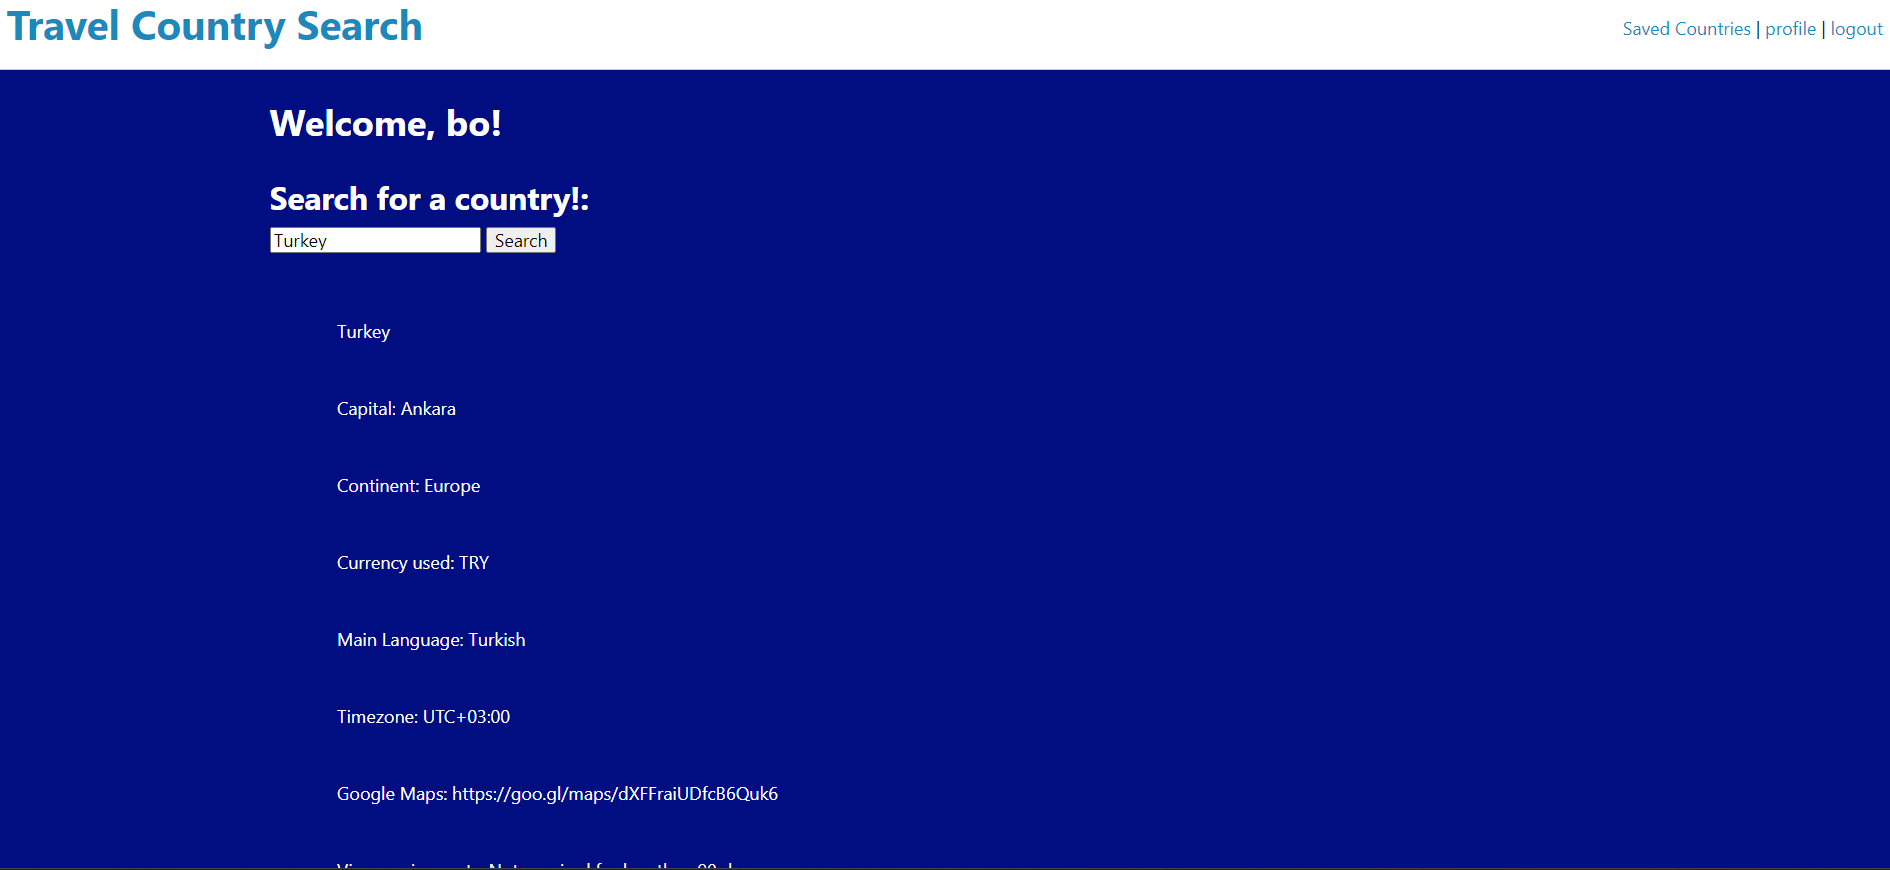 Travel Country Search
Saved Countries | profile | logout
Welcome, bo!
Search for a country!:
Turkey Search
Turkey
Capital: Ankara
Continent: Europe
Currency used: TRY
Main Language: Turkish
Timezone: UTC+03:00
Google Maps: https://goo.gl/maps/dXFFraiUDfcB6Quk6